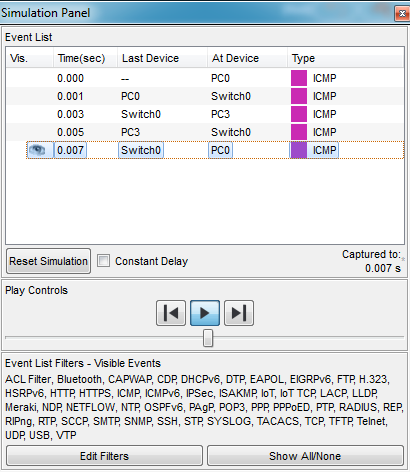 Simulation Panel
Event List
Vis. Time(sec) Last Device At Device Type
0.000 -- PC0 ICMP
0.001 PC0 Switch0 ICMP
0.003 Switch0 PC3 ICMP
0.005 PC3 Switch0 ICMP
0.007 Switch0 PC0 ICMP
Reset Simulation Constant Delay Captured to:
0.007 s
Play Controls
Event List Filters - Visible Events
ACL Filter, Bluetooth, CAPWAP, CDP, DHCPv6, DTP, EAPOL, EIGRPv6, FTP, H.323,
HSRPv6, HTTP, HTTPS, ICMP, ICMPv6, IPSec, ISAKMP, IoT, IoT TCP, LACP, LLDP,
Meraki, NDP, NETFLOW, NTP, OSPFv6, PAgP, POP3, PPP, PPPoED, PTP, RADIUS, REP,
RIPng, RTP, SCCP, SMTP, SNMP, SSH, STP, SYSLOG, TACACS, TCP, TFTP, Telnet,
UDP, USB, VTP
Edit Filters Show All/None